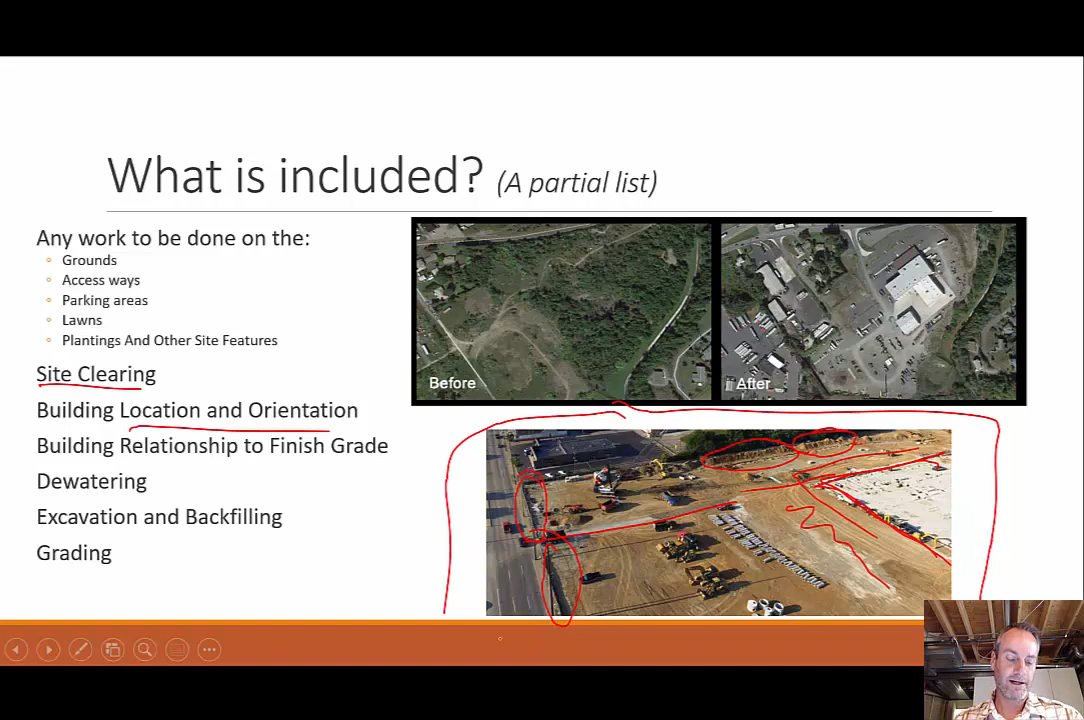 What is included? (A partial list)
Any work to be done on the:
Grounds
Access ways
Parking areas
Lawns
Plantings And Other Site Features
Site Clearing
Building Location and Orientation
Building Relationship to Finish Grade
Dewatering
Excavation and Backfilling
Grading
Before
After